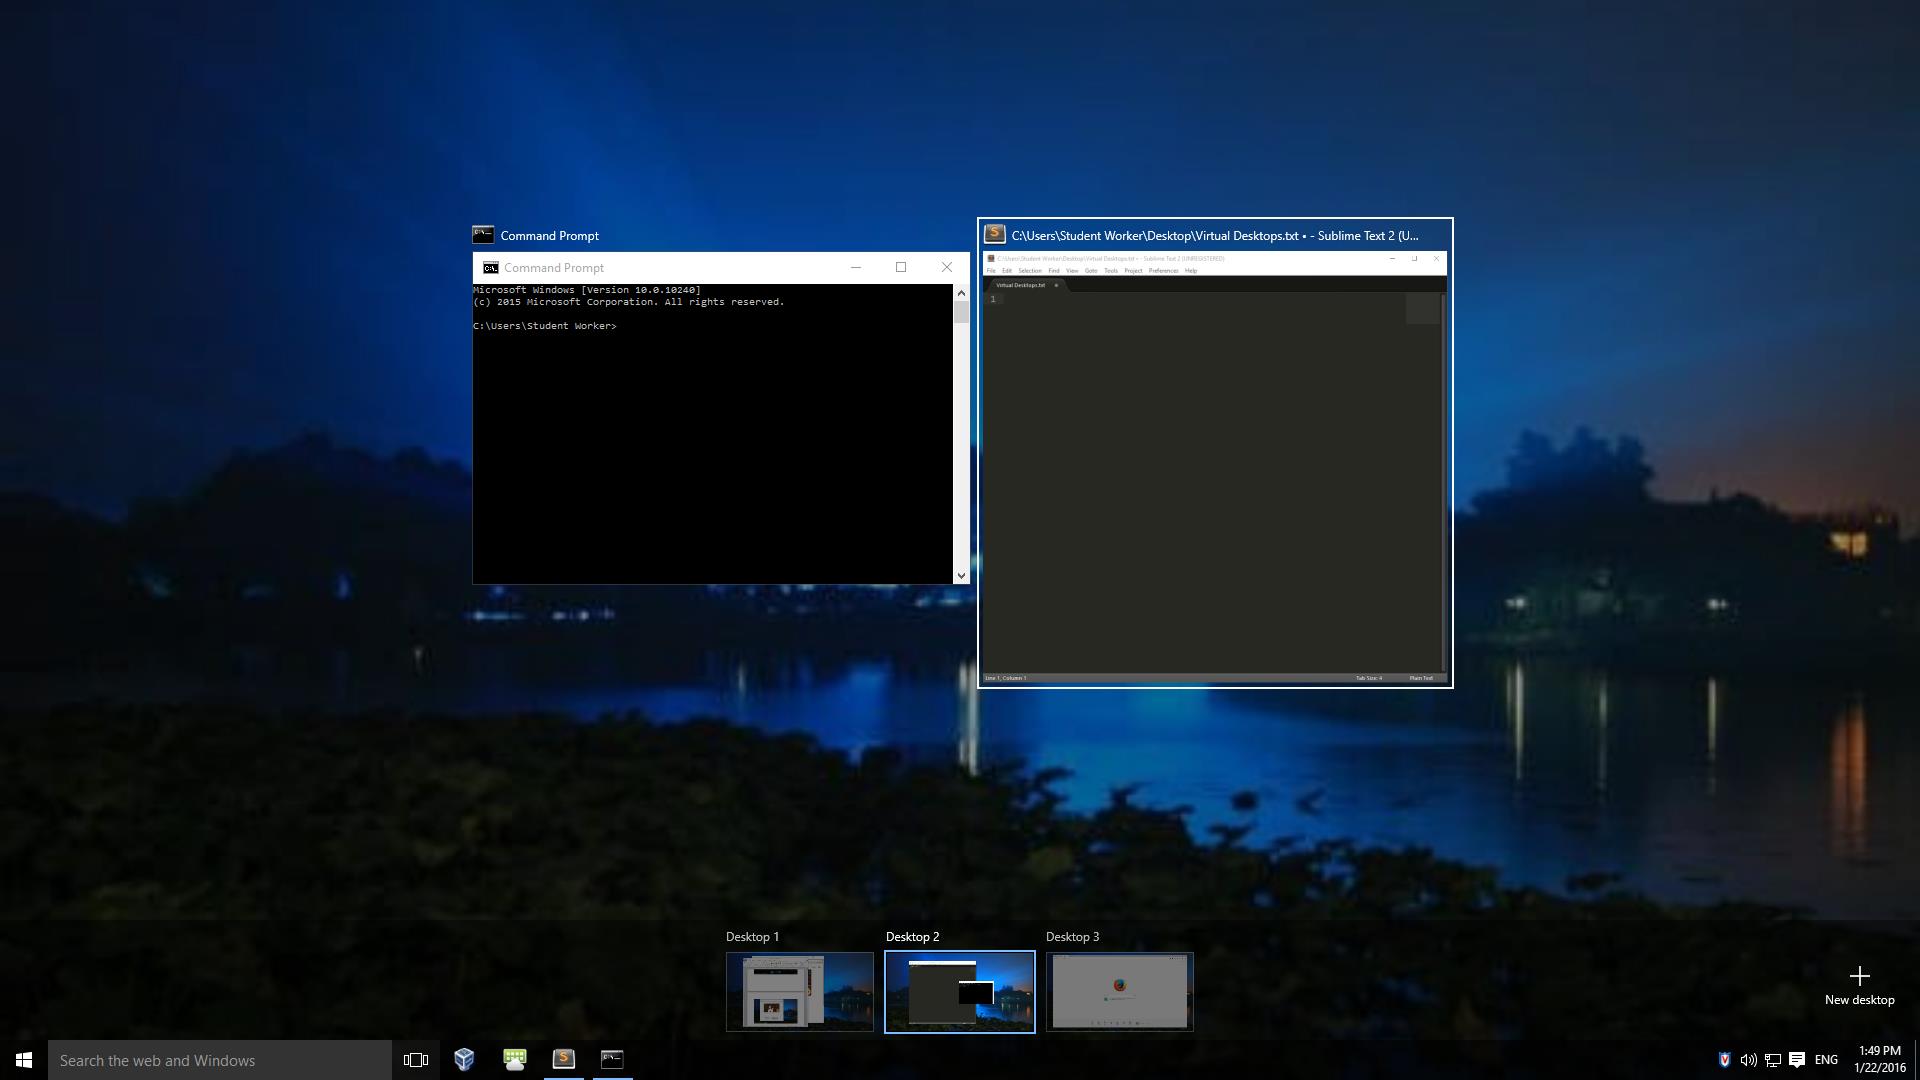 Command Prompt
Command Prompt
Microsoft Windows [Version 10.0.10240]
(c) 2015 Microsoft Corporation. All rights reserved.
C:\Users\Student Worker>
C:\Users\Student Worker\Desktop\Virtual Desktops.txt • - Sublime Text 2 (U...
C:\Users\Student Worker\Desktop\Virtual Desktops.txt • - Sublime Text 2 (UNREGISTERED)
File Edit Selection Find View Goto Tools Project Preferences Help
Virtual Desktops.txt
1
Line 1, Column 1 Tab Size: 4 Plain Text
Desktop 1 Desktop 2 Desktop 3
New desktop
Search the web and Windows
ENG
1:49 PM
1/22/2016